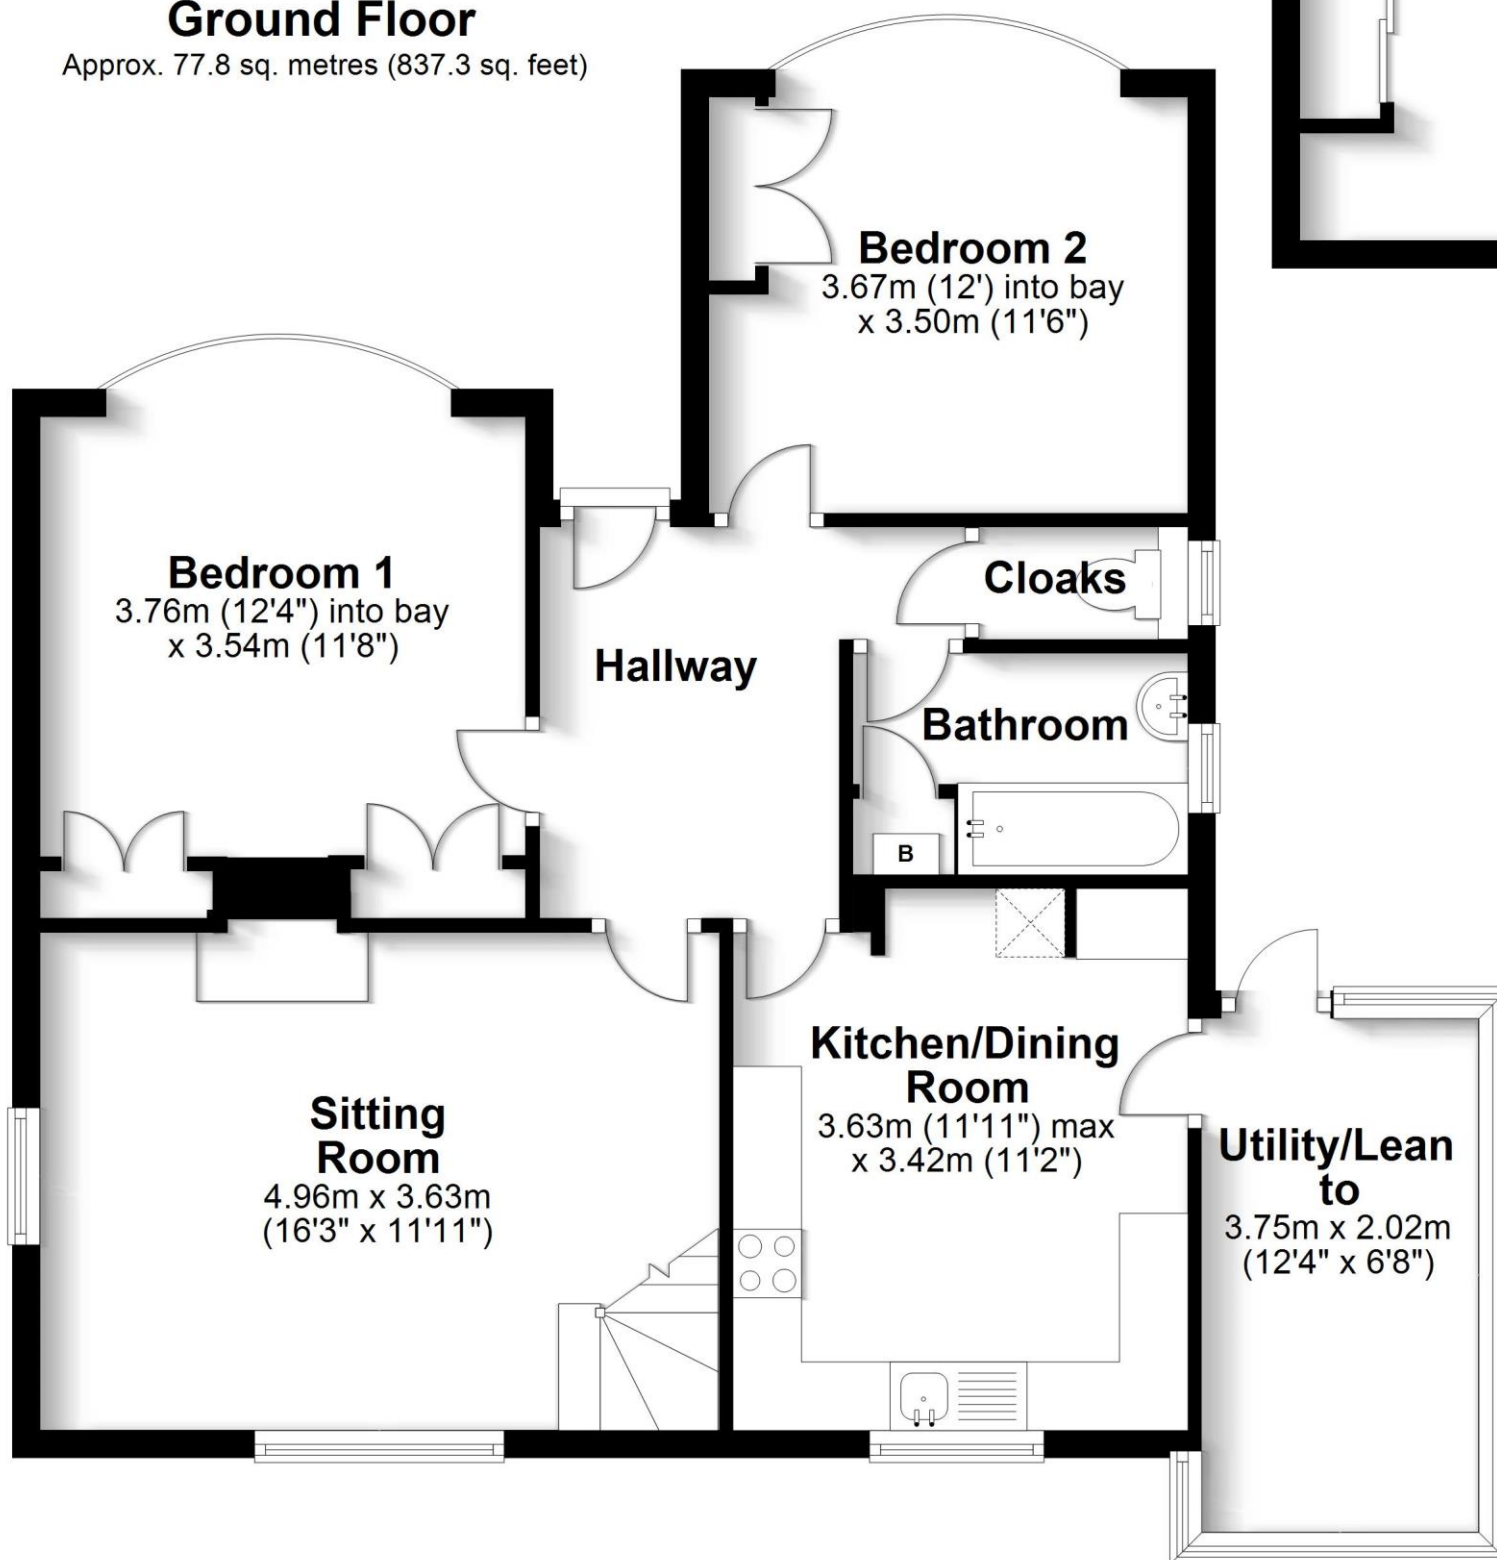 Ground Floor
Approx. 77.8 sq. metres (837.3 sq. feet)
Bedroom 2
3.67m (12') into bay
x 3.50m (11'6")
Bedroom 1
3.76m (12'4") into bay
x 3.54m (11'8")
Cloaks
Hallway
Bathroom
B
Kitchen/Dining
Room
3.63m (11'11") max
x 3.42m (11'2")
Sitting
Room
4.96m x 3.63m
(16'3" x 11'11")
Utility/Lean
to
3.75m x 2.02m
(12'4" x 6'8")